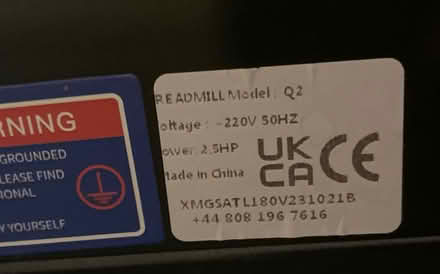 RNING
GROUNDED
LEASE FIND
IONAL
YOURSELF
READMILL Model : Q2
oltage : ~220V 50HZ
ower: 2.5HP
UK
CA CE
ade in China
XMGSATL180V231021B
+44 808 196 7616